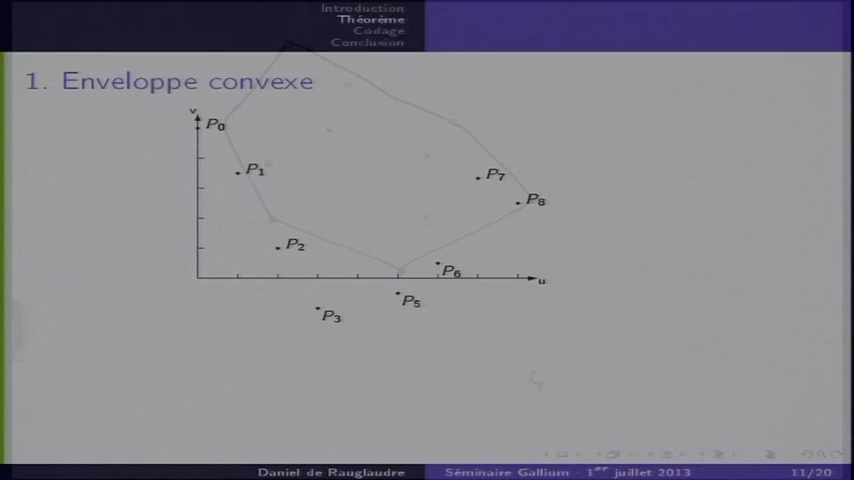 Introduction
Théorème
Codage
Conclusion
1. Enveloppe convexe
v
P0
P1
P7
P8
P2
P6
u
P5
P3
Daniel de Rauglaudre
Séminaire Gallium - 1er juillet 2013
11/20